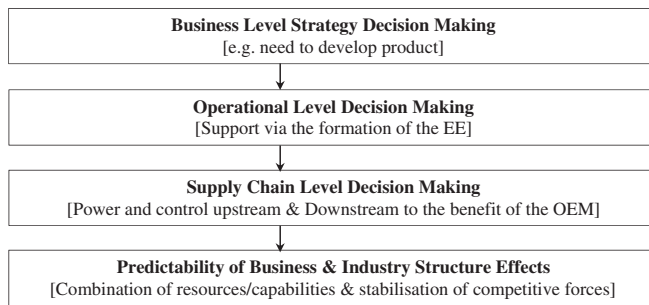 Business Level Strategy Decision Making
[e.g. need to develop product]
Operational Level Decision Making
[Support via the formation of the EE]
Supply Chain Level Decision Making
[Power and control upstream & Downstream to the benefit of the OEM]
Predictability of Business & Industry Structure Effects
[Combination of resources/capabilities & stabilisation of competitive forces]